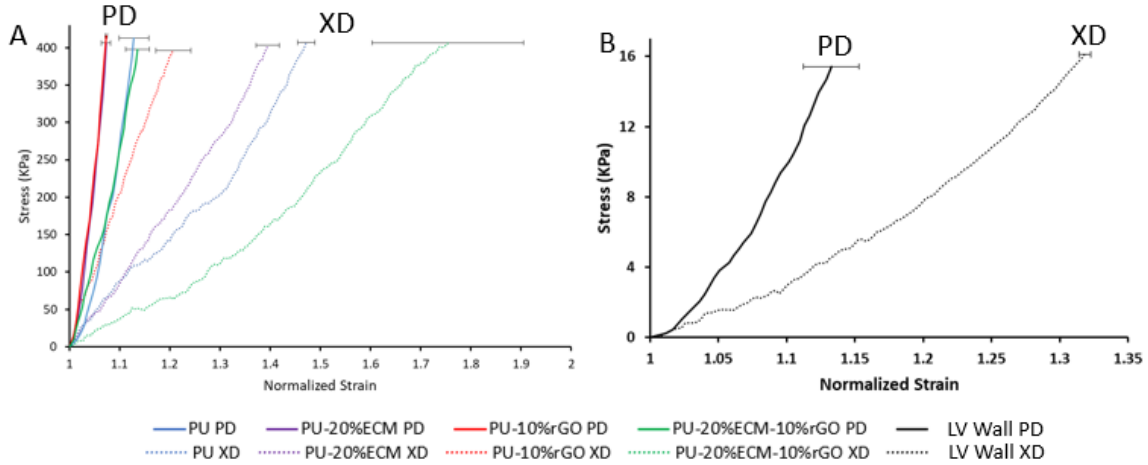 PD
XD
A
400
350
300
250
200
150
100
50
0
Stress (KPa)
1 1.1 1.2 1.3 1.4 1.5 1.6 1.7 1.8 1.9 2
Normalized Strain
B
PD
XD
16
12
8
4
0
Stress (KPa)
1 1.05 1.1 1.15 1.2 1.25 1.3 1.35
Normalized Strain
PU PD PU-20%ECM PD PU-10%rGO PD PU-20%ECM-10%rGO PD LV Wall PD
PU XD PU-20%ECM XD PU-10%rGO XD PU-20%ECM-10%rGO XD LV Wall XD